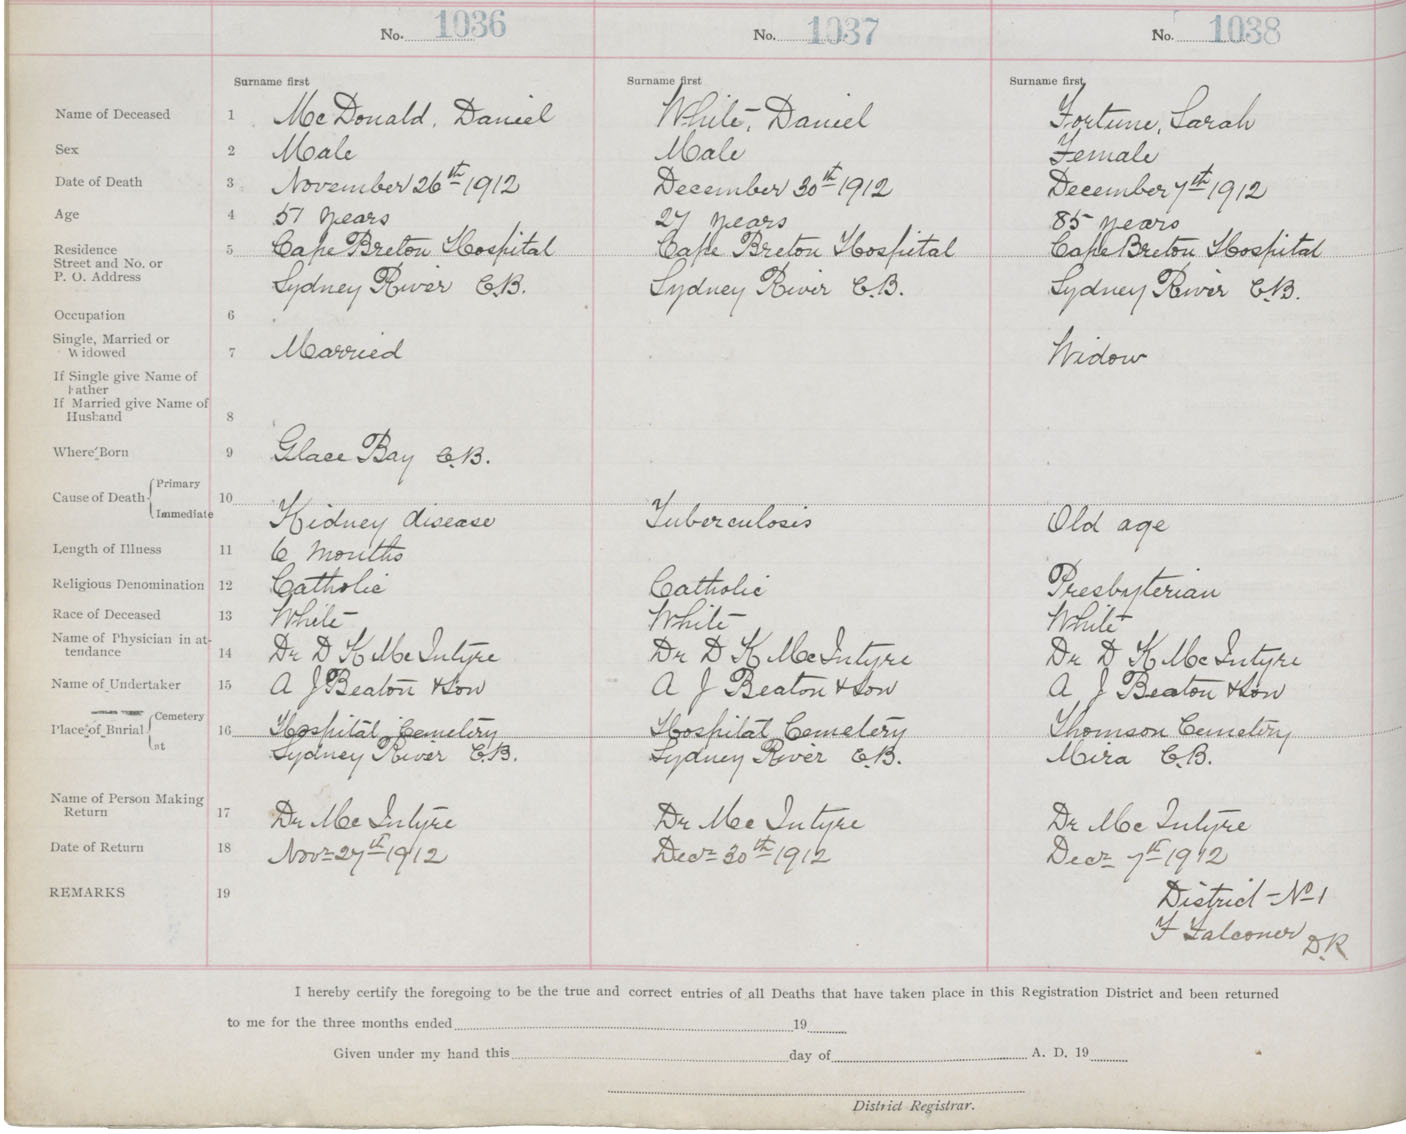 No. 1036 No. 1037 No. 1038
Surname first Surname first Surname first
Name of Deceased 1 McDonald, Daniel White, Daniel Fortune, Sarah
Sex 2 Male Male Female
Date of Death 3 November 26th 1912 December 30th 1912 December 7th 1912
Age 4 57 years 27 years 85 years
Residence 5 Cape Breton Hospital Cape Breton Hospital Cape Breton Hospital
Street and No. or
P. O. Address Sydney River C.B. Sydney River C.B. Sydney River C.B.
Occupation 6
Single, Married or
Widowed 7 Married Widow
If Single give Name of
Father
If Married give Name of
Husband 8
Where Born 9 Glace Bay C.B.
Primary
Cause of Death 10
Immediate Kidney disease Tuberculosis Old age
Length of Illness 11 6 months
Religious Denomination 12 Catholic Catholic Presbyterian
Race of Deceased 13 White White White
Name of Physician in at-
tendance 14 Dr D K McIntyre Dr D K McIntyre Dr D K McIntyre
Name of Undertaker 15 A J Beaton & Son A J Beaton & Son A J Beaton & Son
Cemetery
Place of Burial 16 Hospital Cemetery Hospital Cemetery Thomson Cemetery
at Sydney River C.B. Sydney River C.B. Mira C.B.
Name of Person Making
Return 17 Dr McIntyre Dr McIntyre Dr McIntyre
Date of Return 18 Novr 27th 1912 Decr 30th 1912 Decr 7th 1912
REMARKS 19 District No 1
F Falconer D.R.
I hereby certify the foregoing to be the true and correct entries of all Deaths that have taken place in this Registration District and been returned
to me for the three months ended 19
Given under my hand this day of A. D. 19
District Registrar.